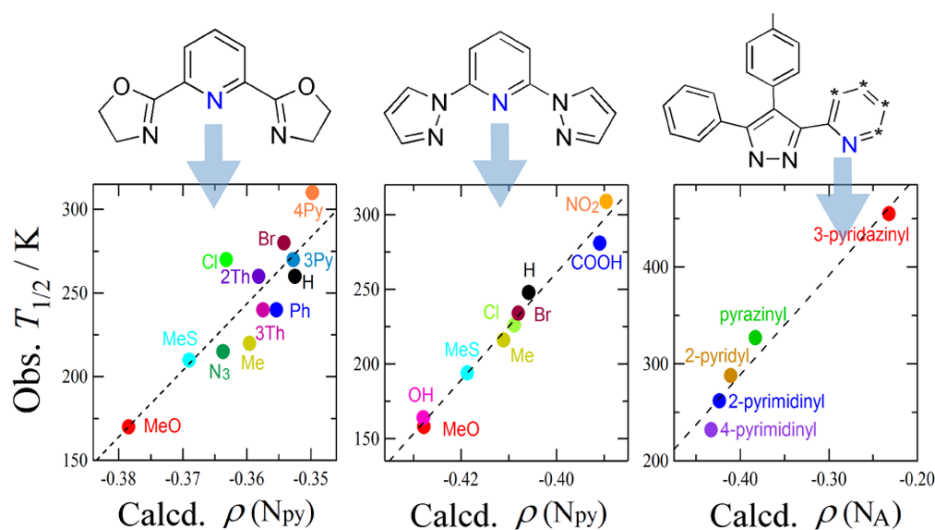 O
N
N
O
N
N
N
N
N
N
N
N
N
*
*
*
*
Obs. T1/2 / K
300
250
200
150
4Py
Br
Cl
3Py
2Th
H
Ph
3Th
MeS
N3
Me
MeO
-0.38
-0.37
-0.36
-0.35
Calcd. ρ(Npy)
300
250
200
150
NO2
COOH
H
Cl
Br
Me
MeS
OH
MeO
-0.42
-0.40
Calcd. ρ(Npy)
400
300
200
3-pyridazinyl
pyrazinyl
2-pyridyl
2-pyrimidinyl
4-pyrimidinyl
-0.40
-0.30
-0.20
Calcd. ρ(NA)